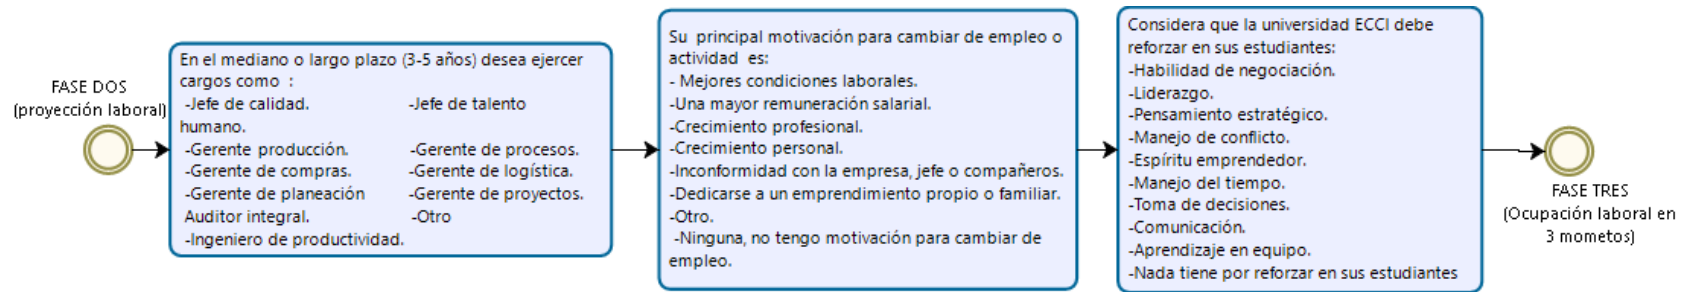 FASE DOS
(proyección laboral)
En el mediano o largo plazo (3-5 años) desea ejercer
cargos como  :
-Jefe de calidad.    -Jefe de talento
humano.
-Gerente producción.    -Gerente de procesos.
-Gerente de compras.    -Gerente de logística.
-Gerente de planeación    -Gerente de proyectos.
Auditor integral.    -Otro
-Ingeniero de productividad.
Su  principal motivación para cambiar de empleo o
actividad  es:
- Mejores condiciones laborales.
-Una mayor remuneración salarial.
-Crecimiento profesional.
-Crecimiento personal.
-Inconformidad con la empresa, jefe o compañeros.
-Dedicarse a un emprendimiento propio o familiar.
-Otro.
-Ninguna, no tengo motivación para cambiar de
empleo.
Considera que la universidad ECCI debe
reforzar en sus estudiantes:
-Habilidad de negociación.
-Liderazgo.
-Pensamiento estratégico.
-Manejo de conflicto.
-Espíritu emprendedor.
-Manejo del tiempo.
-Toma de decisiones.
-Comunicación.
-Aprendizaje en equipo.
-Nada tiene por reforzar en sus estudiantes
FASE TRES
(Ocupación laboral en
3 mometos)